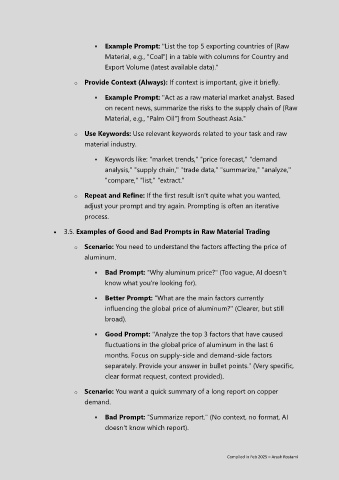 ▪ Example Prompt: "List the top 5 exporting countries of [Raw
Material, e.g., "Coal"] in a table with columns for Country and
Export Volume (latest available data)."
o Provide Context (Always): If context is important, give it briefly.
▪ Example Prompt: "Act as a raw material market analyst. Based
on recent news, summarize the risks to the supply chain of [Raw
Material, e.g., "Palm Oil"] from Southeast Asia."
o Use Keywords: Use relevant keywords related to your task and raw
material industry.
▪ Keywords like: "market trends," "price forecast," "demand
analysis," "supply chain," "trade data," "summarize," "analyze,"
"compare," "list," "extract."
o Repeat and Refine: If the first result isn't quite what you wanted,
adjust your prompt and try again. Prompting is often an iterative
process.
• 3.5. Examples of Good and Bad Prompts in Raw Material Trading
o Scenario: You need to understand the factors affecting the price of
aluminum.
▪ Bad Prompt: "Why aluminum price?" (Too vague, AI doesn't
know what you're looking for).
▪ Better Prompt: "What are the main factors currently
influencing the global price of aluminum?" (Clearer, but still
broad).
▪ Good Prompt: "Analyze the top 3 factors that have caused
fluctuations in the global price of aluminum in the last 6
months. Focus on supply-side and demand-side factors
separately. Provide your answer in bullet points." (Very specific,
clear format request, context provided).
o Scenario: You want a quick summary of a long report on copper
demand.
▪ Bad Prompt: "Summarize report." (No context, no format, AI
doesn't know which report).
Compiled in Feb 2025 – Arash Rostami